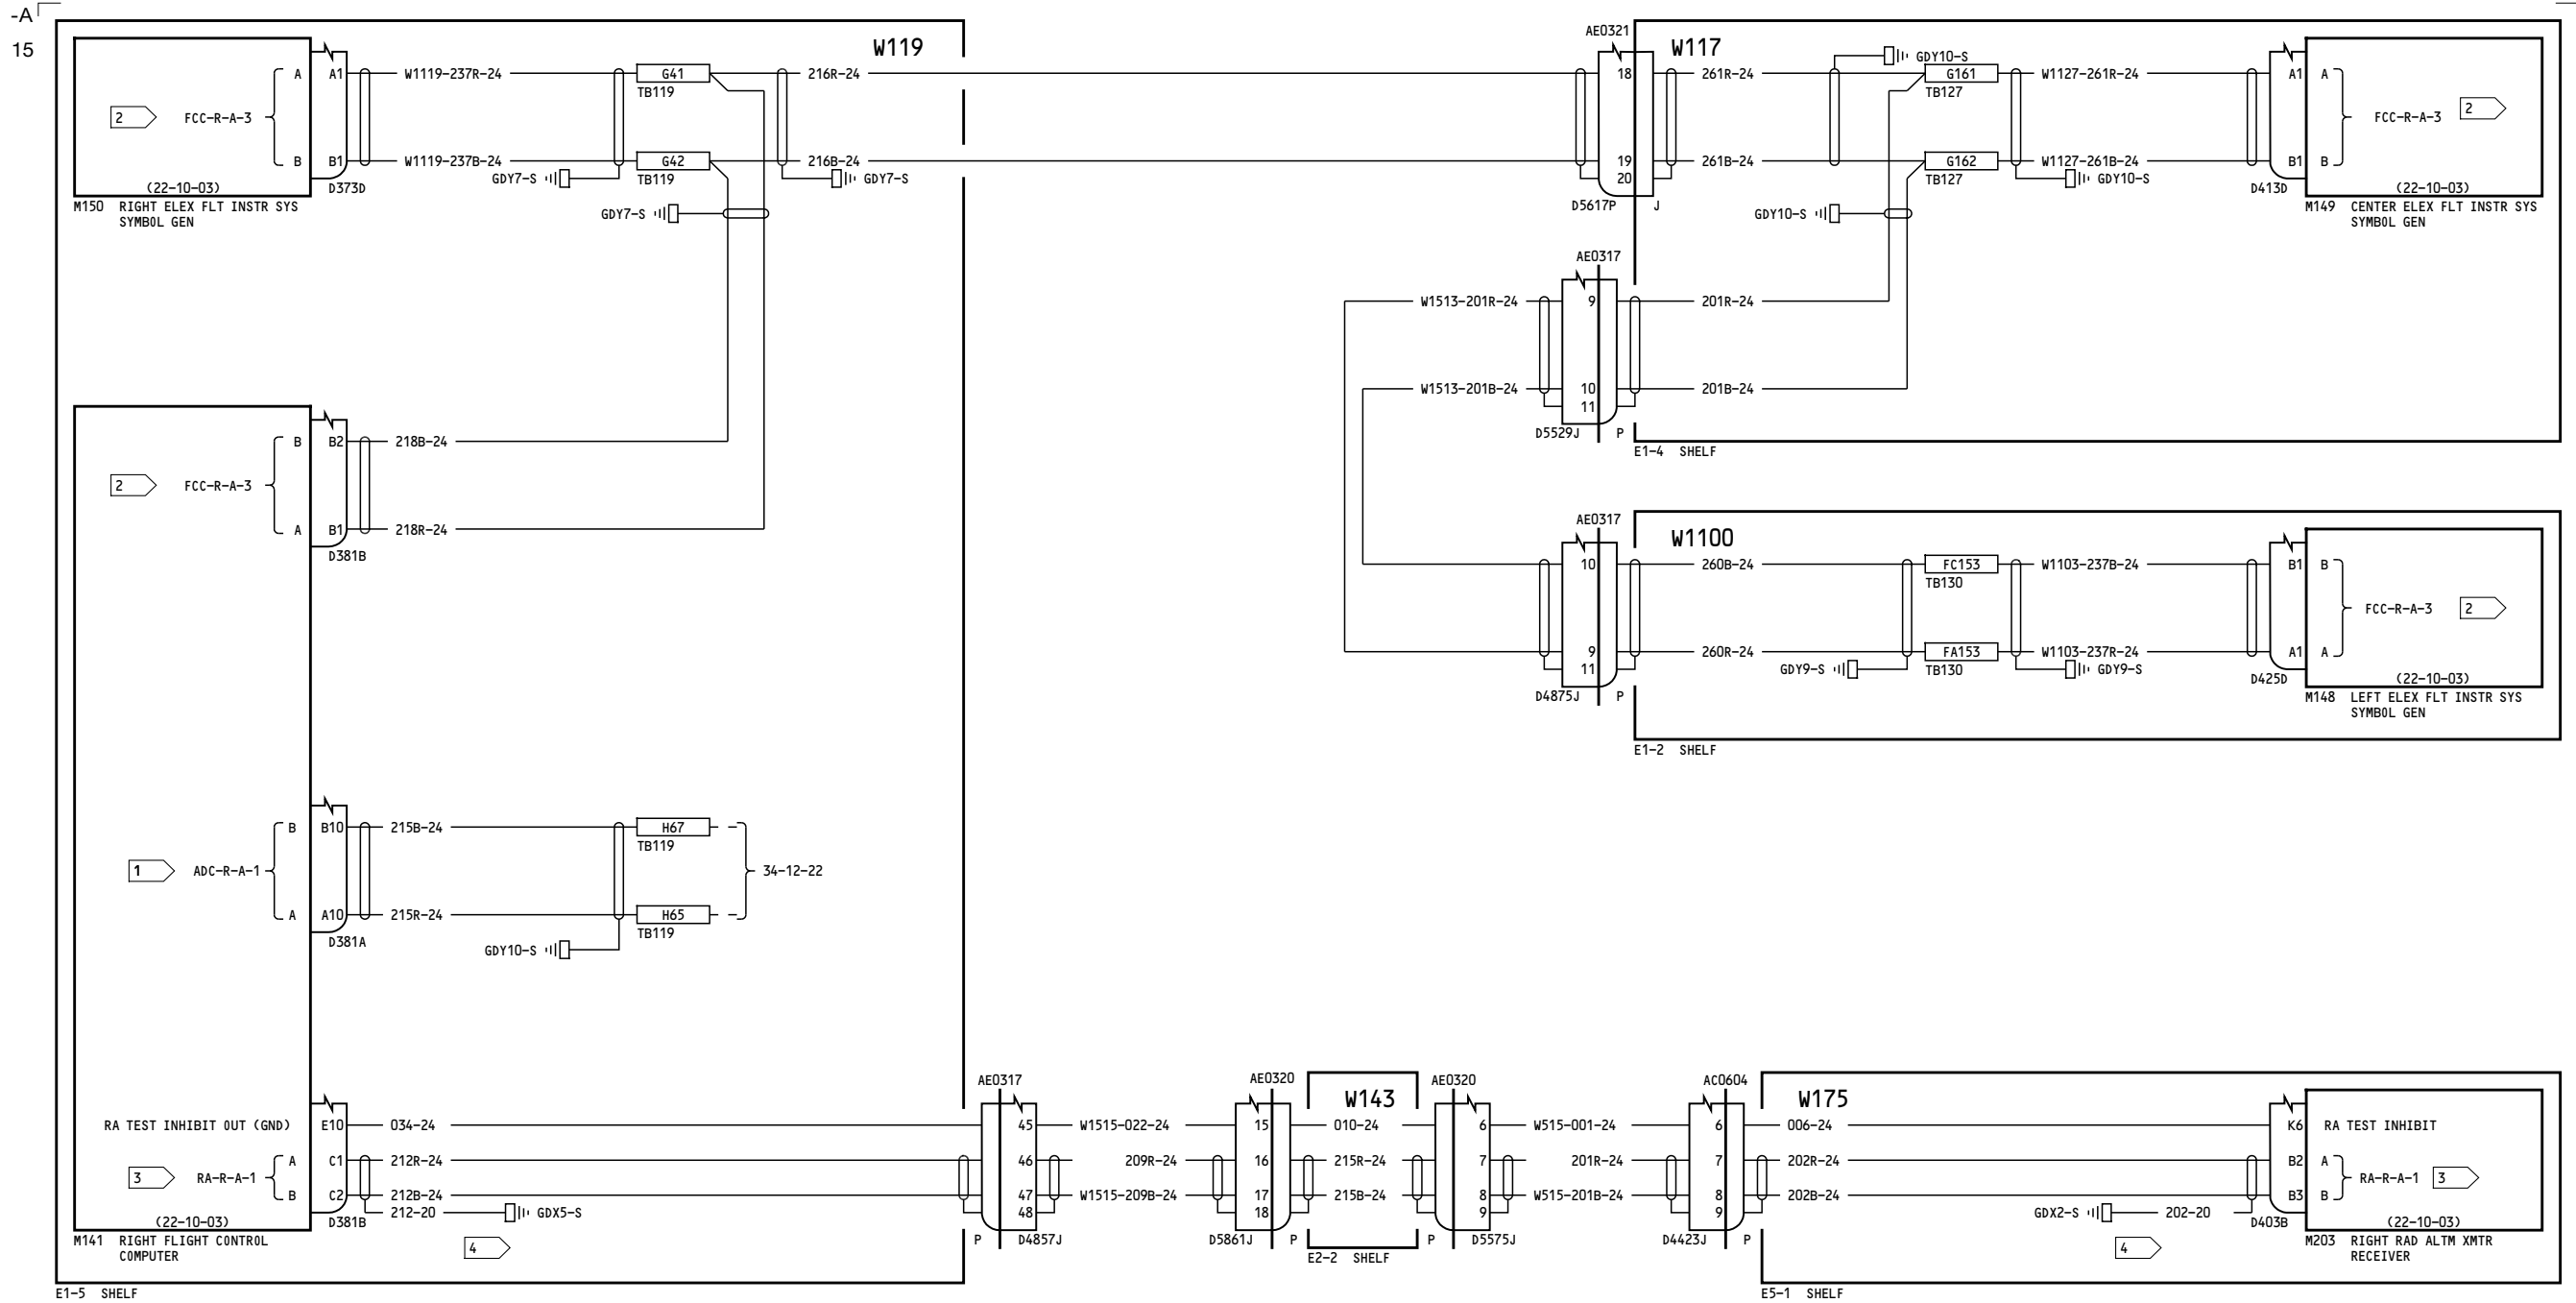 -A
15
W119
A
A1
W1119-237R-24
G41
216R-24
TB119
2
FCC-R-A-3
B
B1
W1119-237B-24
G42
216B-24
TB119
GDY7-S
GDY7-S
(22-10-03)
D373D
M150 RIGHT ELEX FLT INSTR SYS
SYMBOL GEN
GDY7-S
AE0321
W117
GDY10-S
18
261R-24
G161
TB127
W1127-261R-24
A1
A
FCC-R-A-3
2
19
261B-24
G162
TB127
W1127-261B-24
B1
B
20
GDY10-S
D5617P
J
GDY10-S
D413D
(22-10-03)
M149 CENTER ELEX FLT INSTR SYS
SYMBOL GEN
AE0317
W1513-201R-24
9
201R-24
W1513-201B-24
10
201B-24
11
D5529J
P
E1-4 SHELF
B
B2
218B-24
2
FCC-R-A-3
A
B1
218R-24
D381B
AE0317
W1100
10
260B-24
FC153
TB130
W1103-237B-24
B1
B
FCC-R-A-3
2
9
260R-24
FA153
TB130
W1103-237R-24
A1
A
11
GDY9-S
GDY9-S
D4875J
P
D425D
(22-10-03)
M148 LEFT ELEX FLT INSTR SYS
SYMBOL GEN
E1-2 SHELF
B
B10
215B-24
H67
TB119
1
ADC-R-A-1
34-12-22
A
A10
215R-24
H65
TB119
D381A
GDY10-S
AE0317
AE0320
W143
AE0320
AC0604
W175
RA TEST INHIBIT OUT (GND)
E10
034-24
45
W1515-022-24
15
010-24
6
W515-001-24
6
006-24
K6
RA TEST INHIBIT
A
C1
212R-24
46
209R-24
16
215R-24
7
201R-24
7
202R-24
B2
A
3
RA-R-A-1
RA-R-A-1
3
B
C2
212B-24
47
W1515-209B-24
17
215B-24
8
W515-201B-24
8
202B-24
B3
B
212-20
GDX5-S
48
18
9
9
GDX2-S
202-20
(22-10-03)
D381B
D403B
(22-10-03)
M141 RIGHT FLIGHT CONTROL
COMPUTER
4
P
D4857J
D5861J
P
E2-2 SHELF
P
D5575J
D4423J
P
4
M203 RIGHT RAD ALTM XMTR
RECEIVER
E1-5 SHELF
E5-1 SHELF